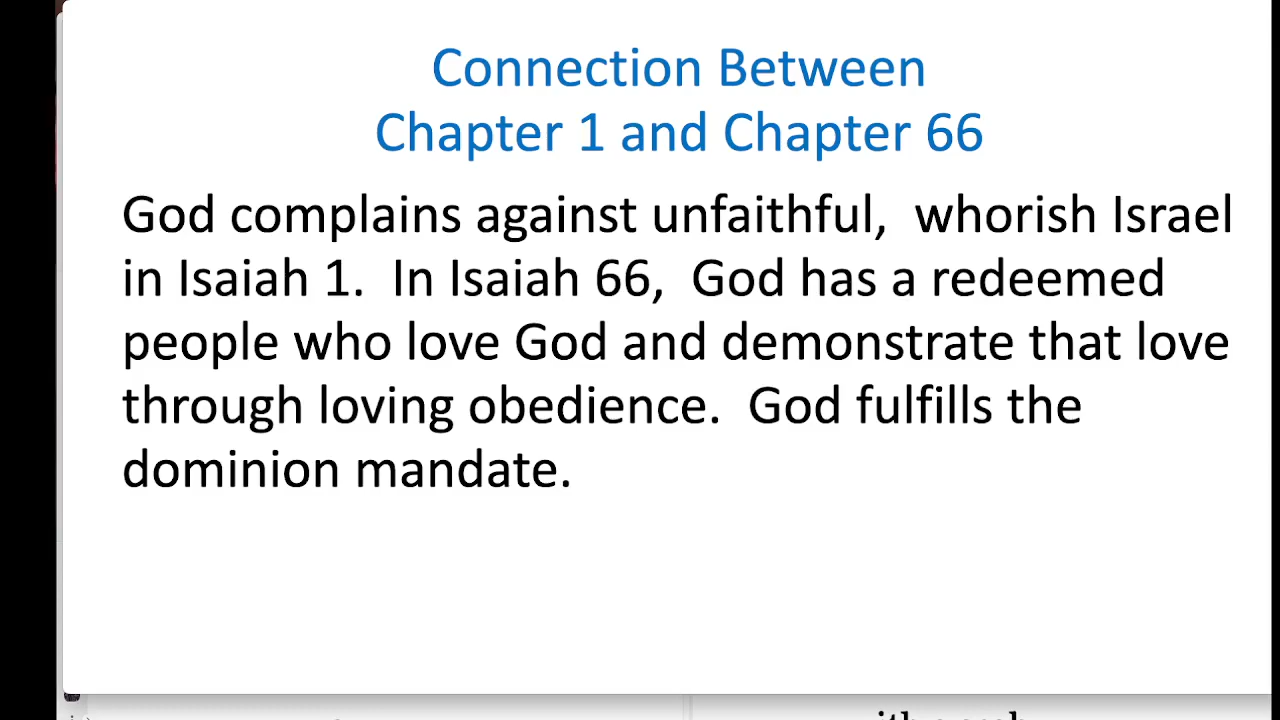 Connection Between
Chapter 1 and Chapter 66
God complains against unfaithful,  whorish Israel
in Isaiah 1.  In Isaiah 66,  God has a redeemed
people who love God and demonstrate that love
through loving obedience.  God fulfills the
dominion mandate.